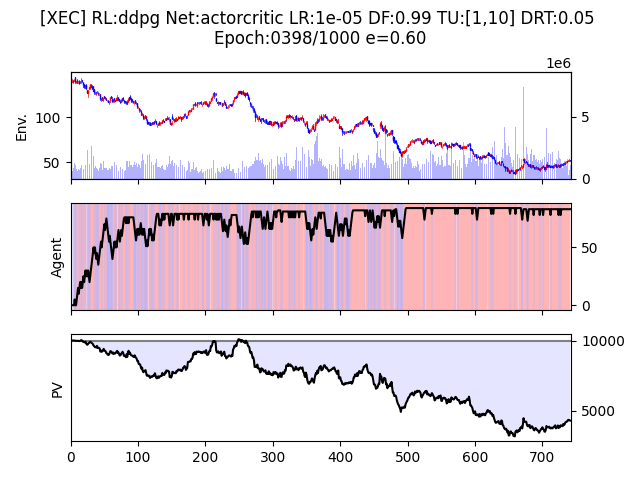 [XEC] RL:ddpg Net:actorcritic LR:1e-05 DF:0.99 TU:[1,10] DRT:0.05
Epoch:0398/1000 e=0.60
1e6
Env.
100
50
5
0
Agent
50
0
PV
10000
5000
0 100 200 300 400 500 600 700